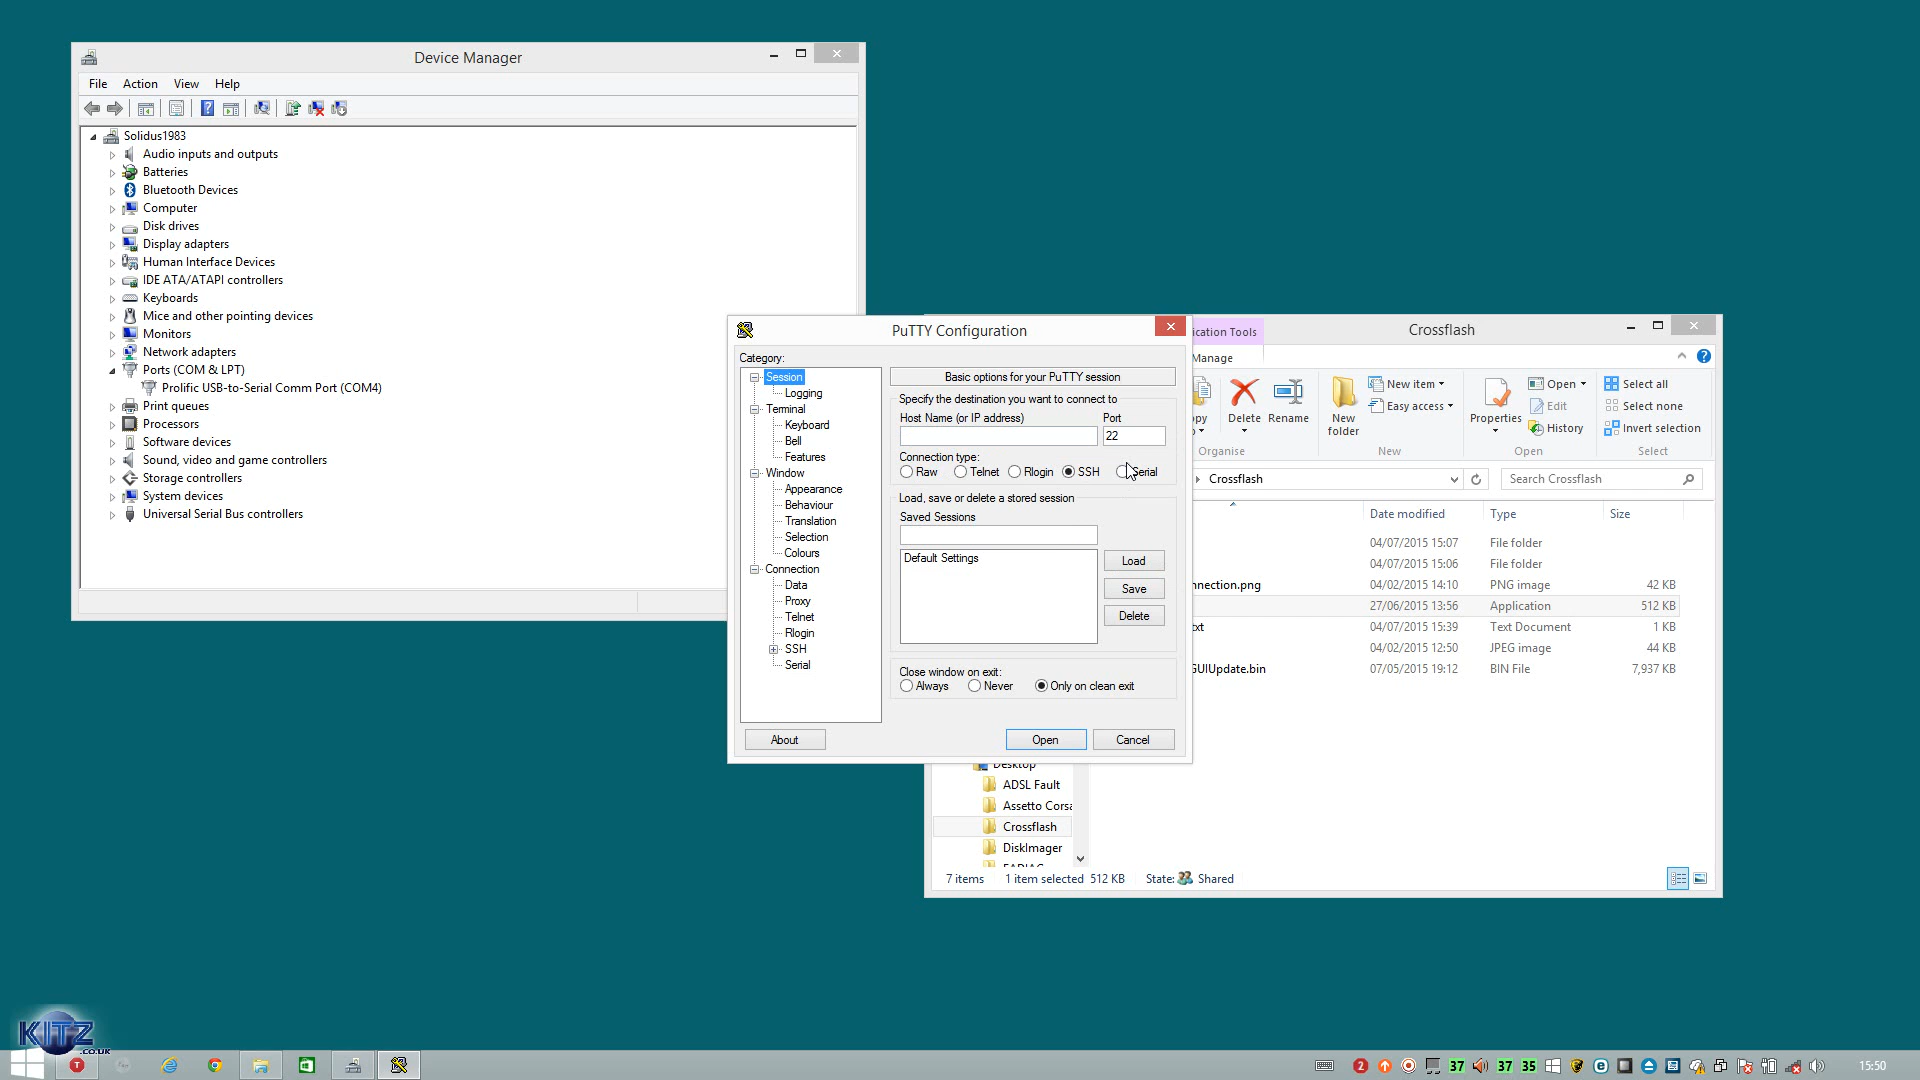 Device Manager
File Action View Help
Solidus1983
Audio inputs and outputs
Batteries
Bluetooth Devices
Computer
Disk drives
Display adapters
Human Interface Devices
IDE ATA/ATAPI controllers
Keyboards
Mice and other pointing devices
Monitors
Network adapters
Ports (COM & LPT)
Prolific USB-to-Serial Comm Port (COM4)
Print queues
Processors
Software devices
Sound, video and game controllers
Storage controllers
System devices
Universal Serial Bus controllers
PuTTY Configuration
Category:
Session
Logging
Terminal
Keyboard
Bell
Features
Window
Appearance
Behaviour
Translation
Selection
Colours
Connection
Data
Proxy
Telnet
Rlogin
SSH
Serial
Basic options for your PuTTY session
Specify the destination you want to connect to
Host Name (or IP address) Port
22
Connection type:
Raw Telnet Rlogin SSH Serial
Load, save or delete a stored session
Saved Sessions
Default Settings
Load
Save
Delete
Close window on exit:
Always Never Only on clean exit
About Open Cancel
ication Tools
Crossflash
Manage
opy
Delete Rename
New folder
New item
Easy access
Properties
Open
Edit
History
Select all
Select none
Invert selection
Organise New Open Select
Crossflash
Search Crossflash
Date modified Type Size
04/07/2015 15:07 File folder
04/07/2015 15:06 File folder
nnection.png 04/02/2015 14:10 PNG image 42 KB
27/06/2015 13:56 Application 512 KB
txt 04/07/2015 15:39 Text Document 1 KB
04/02/2015 12:50 JPEG image 44 KB
GUIUpdate.bin 07/05/2015 19:12 BIN File 7,937 KB
Desktop
ADSL Fault
Assetto Corsa
Crossflash
DiskImager
7 items 1 item selected 512 KB State: Shared
KITZ
.CO.UK
2 37 37 35 15:50